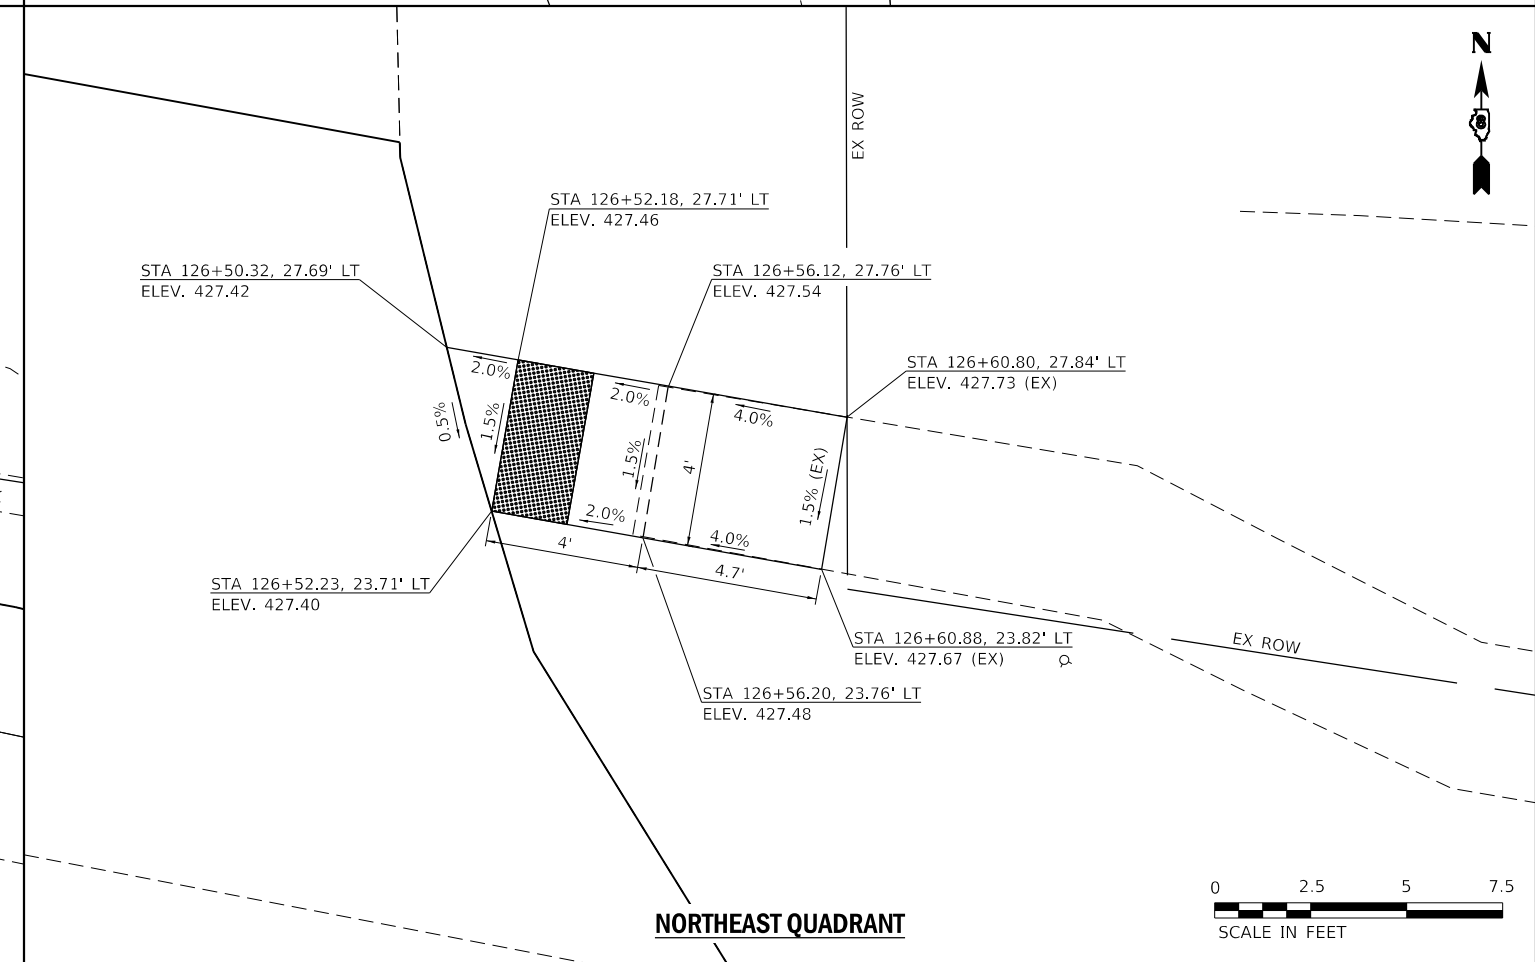 N
EX ROW
STA 126+52.18, 27.71' LT
ELEV. 427.46
STA 126+50.32, 27.69' LT
ELEV. 427.42
STA 126+56.12, 27.76' LT
ELEV. 427.54
STA 126+60.80, 27.84' LT
ELEV. 427.73 (EX)
2.0%
2.0%
4.0%
0.5%
1.5%
1.5%
4'
1.5% (EX)
2.0%
4.0%
4'
4.7'
STA 126+52.23, 23.71' LT
ELEV. 427.40
STA 126+60.88, 23.82' LT
ELEV. 427.67 (EX)
EX ROW
STA 126+56.20, 23.76' LT
ELEV. 427.48
0 2.5 5 7.5
SCALE IN FEET
NORTHEAST QUADRANT